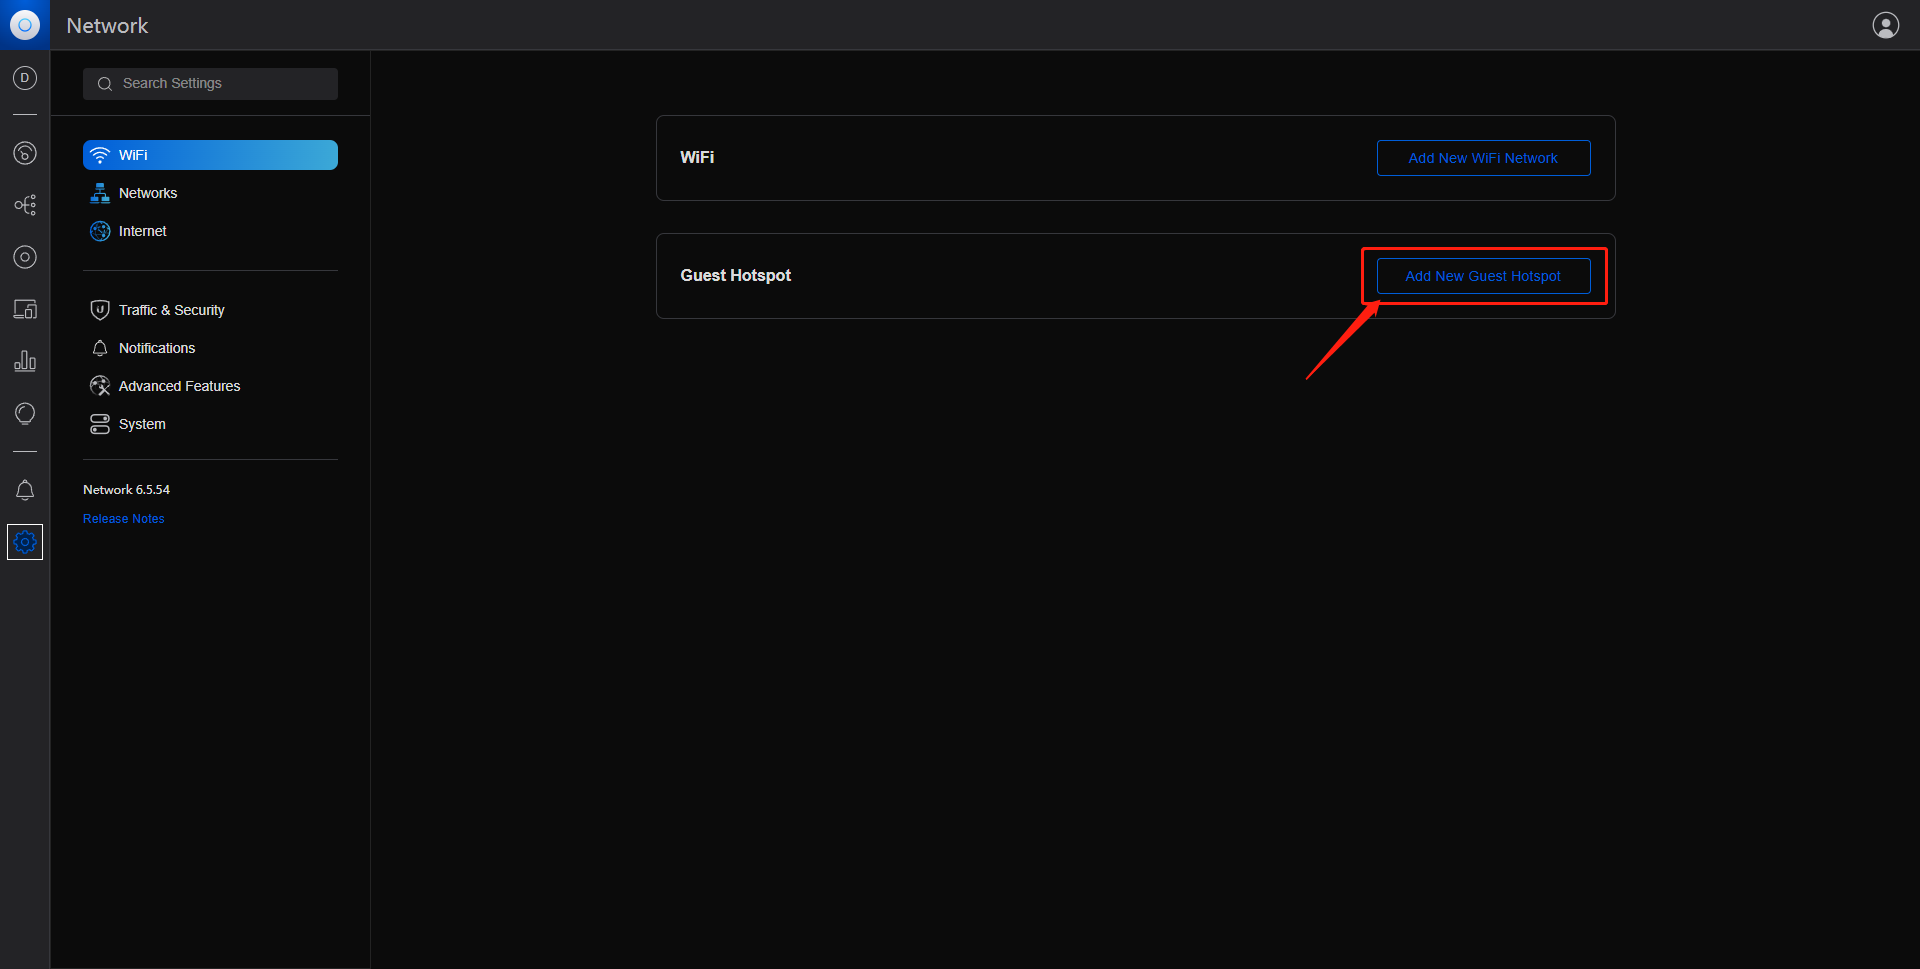 Network
D
Search Settings
WiFi
Networks
Internet
Traffic & Security
Notifications
Advanced Features
System
Network 6.5.54
Release Notes
WiFi
Add New WiFi Network
Guest Hotspot
Add New Guest Hotspot